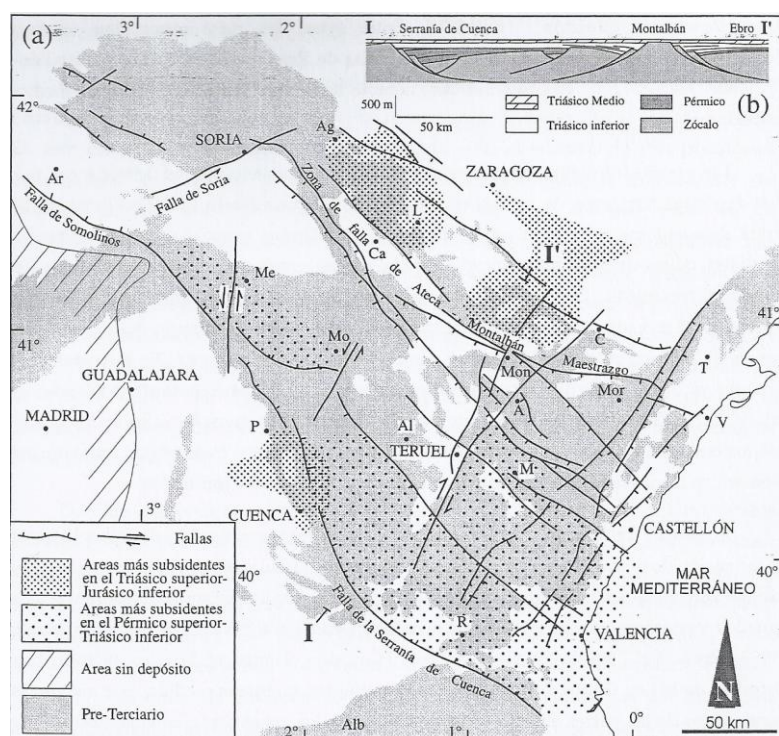 (a)
3°
2°
I
Serranía de Cuenca
Montalbán
Ebro
I'
500 m
50 km
(b)
Triásico Medio
Pérmico
Triásico inferior
Zócalo
42°
SORIA
Ag
ZARAGOZA
Ar
Falla de Soria
Zona de falla de Ateca
L
Falla de Somolinos
Ca
I'
Me
41°
41°
Mo
Montalbán
C
Mon
Maestrazgo
T
GUADALAJARA
Mor
A
MADRID
P
Al
V
TERUEL
M
3°
CUENCA
CASTELLÓN
Fallas
MAR
MEDITERRÁNEO
Areas más subsidentes
en el Triásico superior-
Jurásico inferior
40°
40°
Areas más subsidentes
en el Pérmico superior-
Triásico inferior
I
Falla de la Serranía de Cuenca
R
VALENCIA
Area sin depósito
N
Pre-Terciario
2°
Alb
1°
0°
50 km